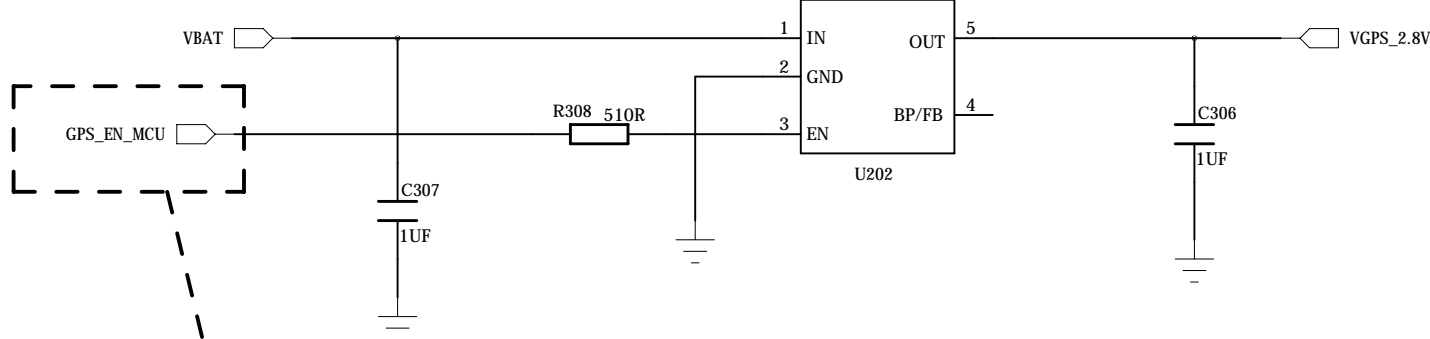 VBAT
1
IN
OUT
5
VGPS_2.8V
2
GND
GPS_EN_MCU
R308
510R
3
EN
BP/FB
4
C306
1UF
U202
C307
1UF